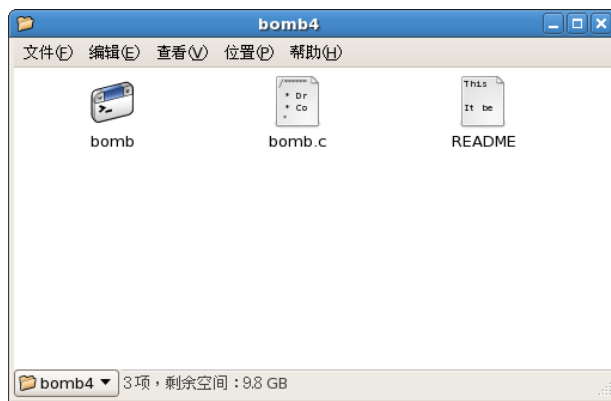 bomb4
文件(F) 编辑(E) 查看(V) 位置(P) 帮助(H)
/******
* Dr
* Co
*
This
It be
bomb bomb.c README
bomb4 3项，剩余空间：9.8 GB